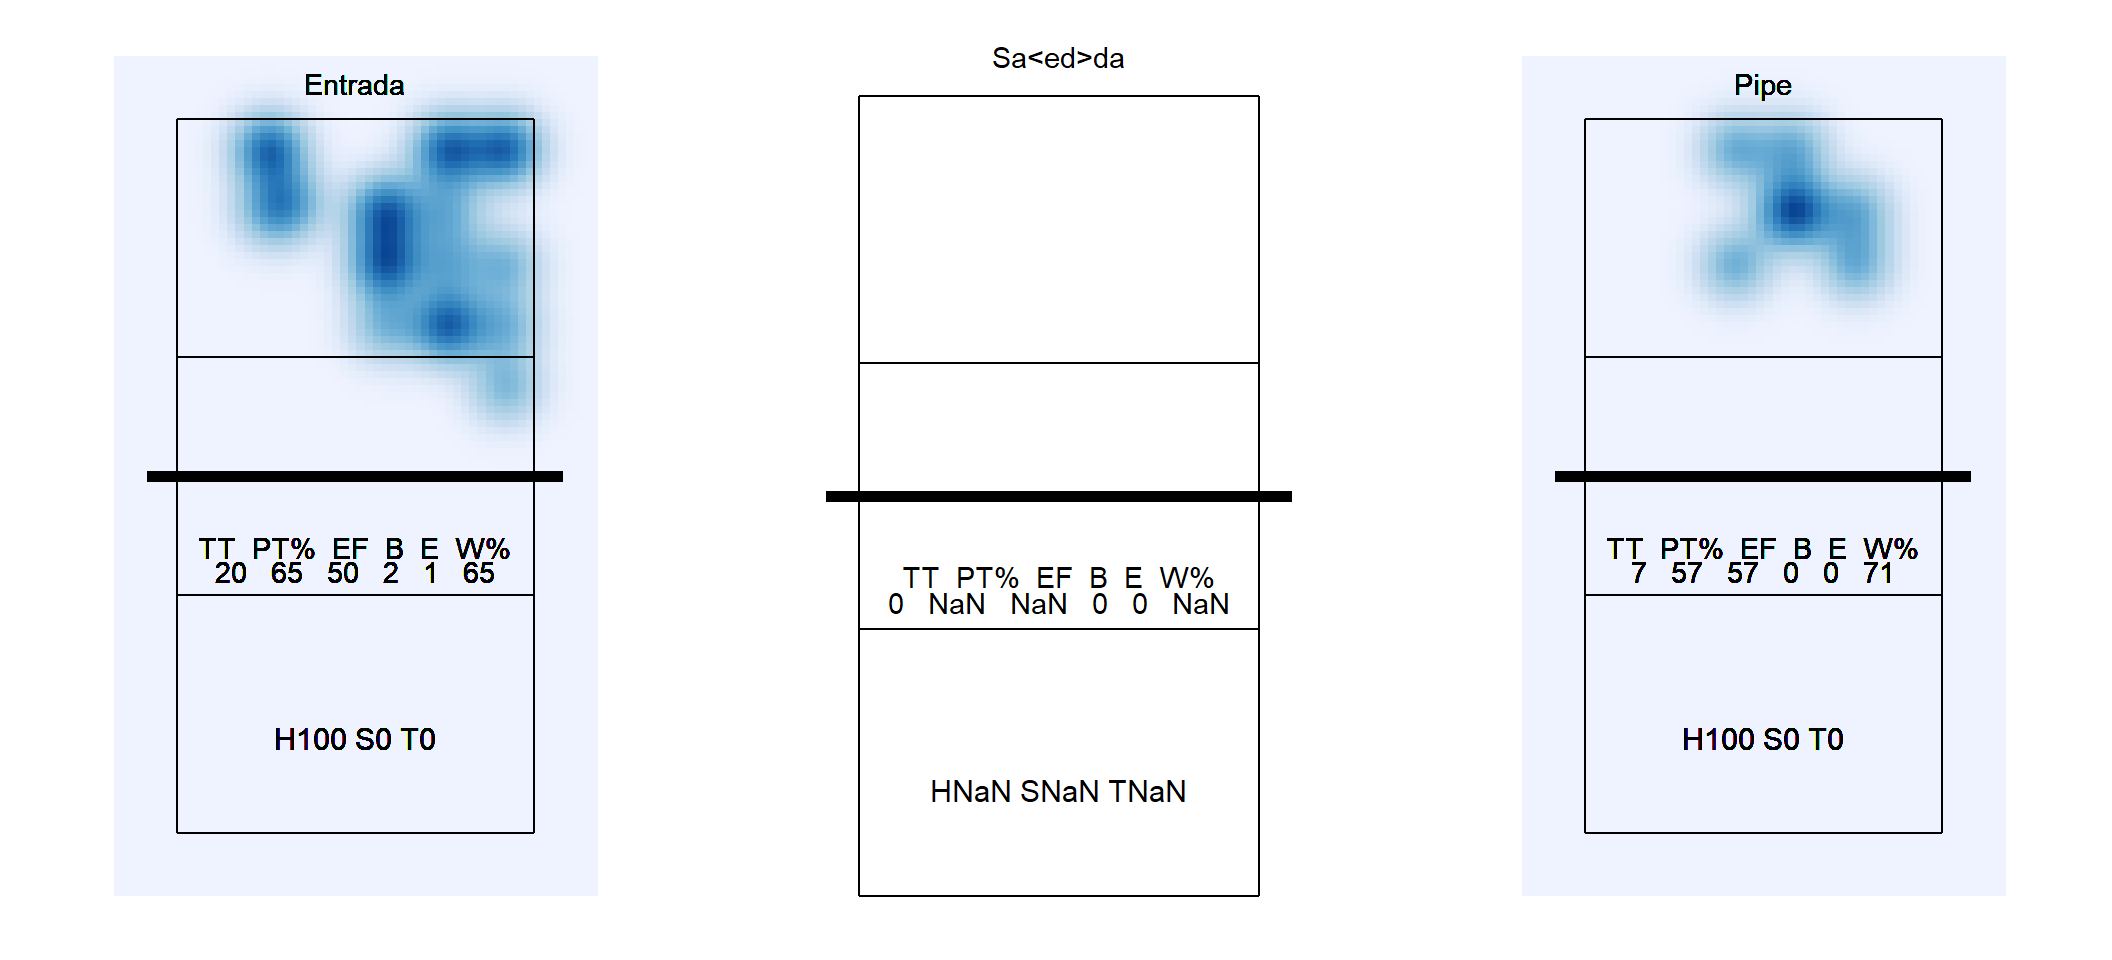 Entrada
TT PT% EF B E W%
20 65 50 2 1 65
H100 S0 T0
Sa<ed>da
TT PT% EF B E W%
0 NaN NaN 0 0 NaN
HNaN SNaN TNaN
Pipe
TT PT% EF B E W%
7 57 57 0 0 71
H100 S0 T0